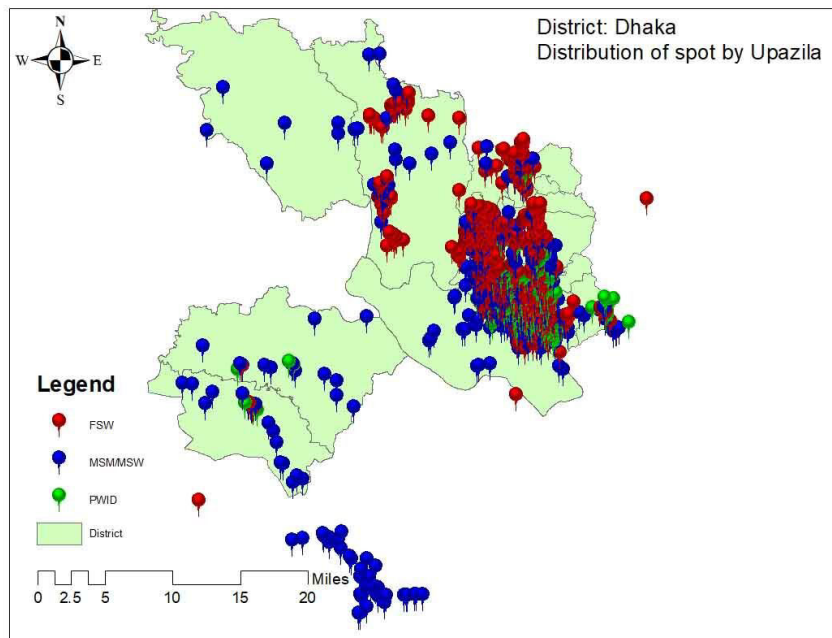 District: Dhaka
Distribution of spot by Upazila
N
W E
S
Legend
FSW
MSM/MSW
PWID
District
Miles
0 2.5 5 10 15 20